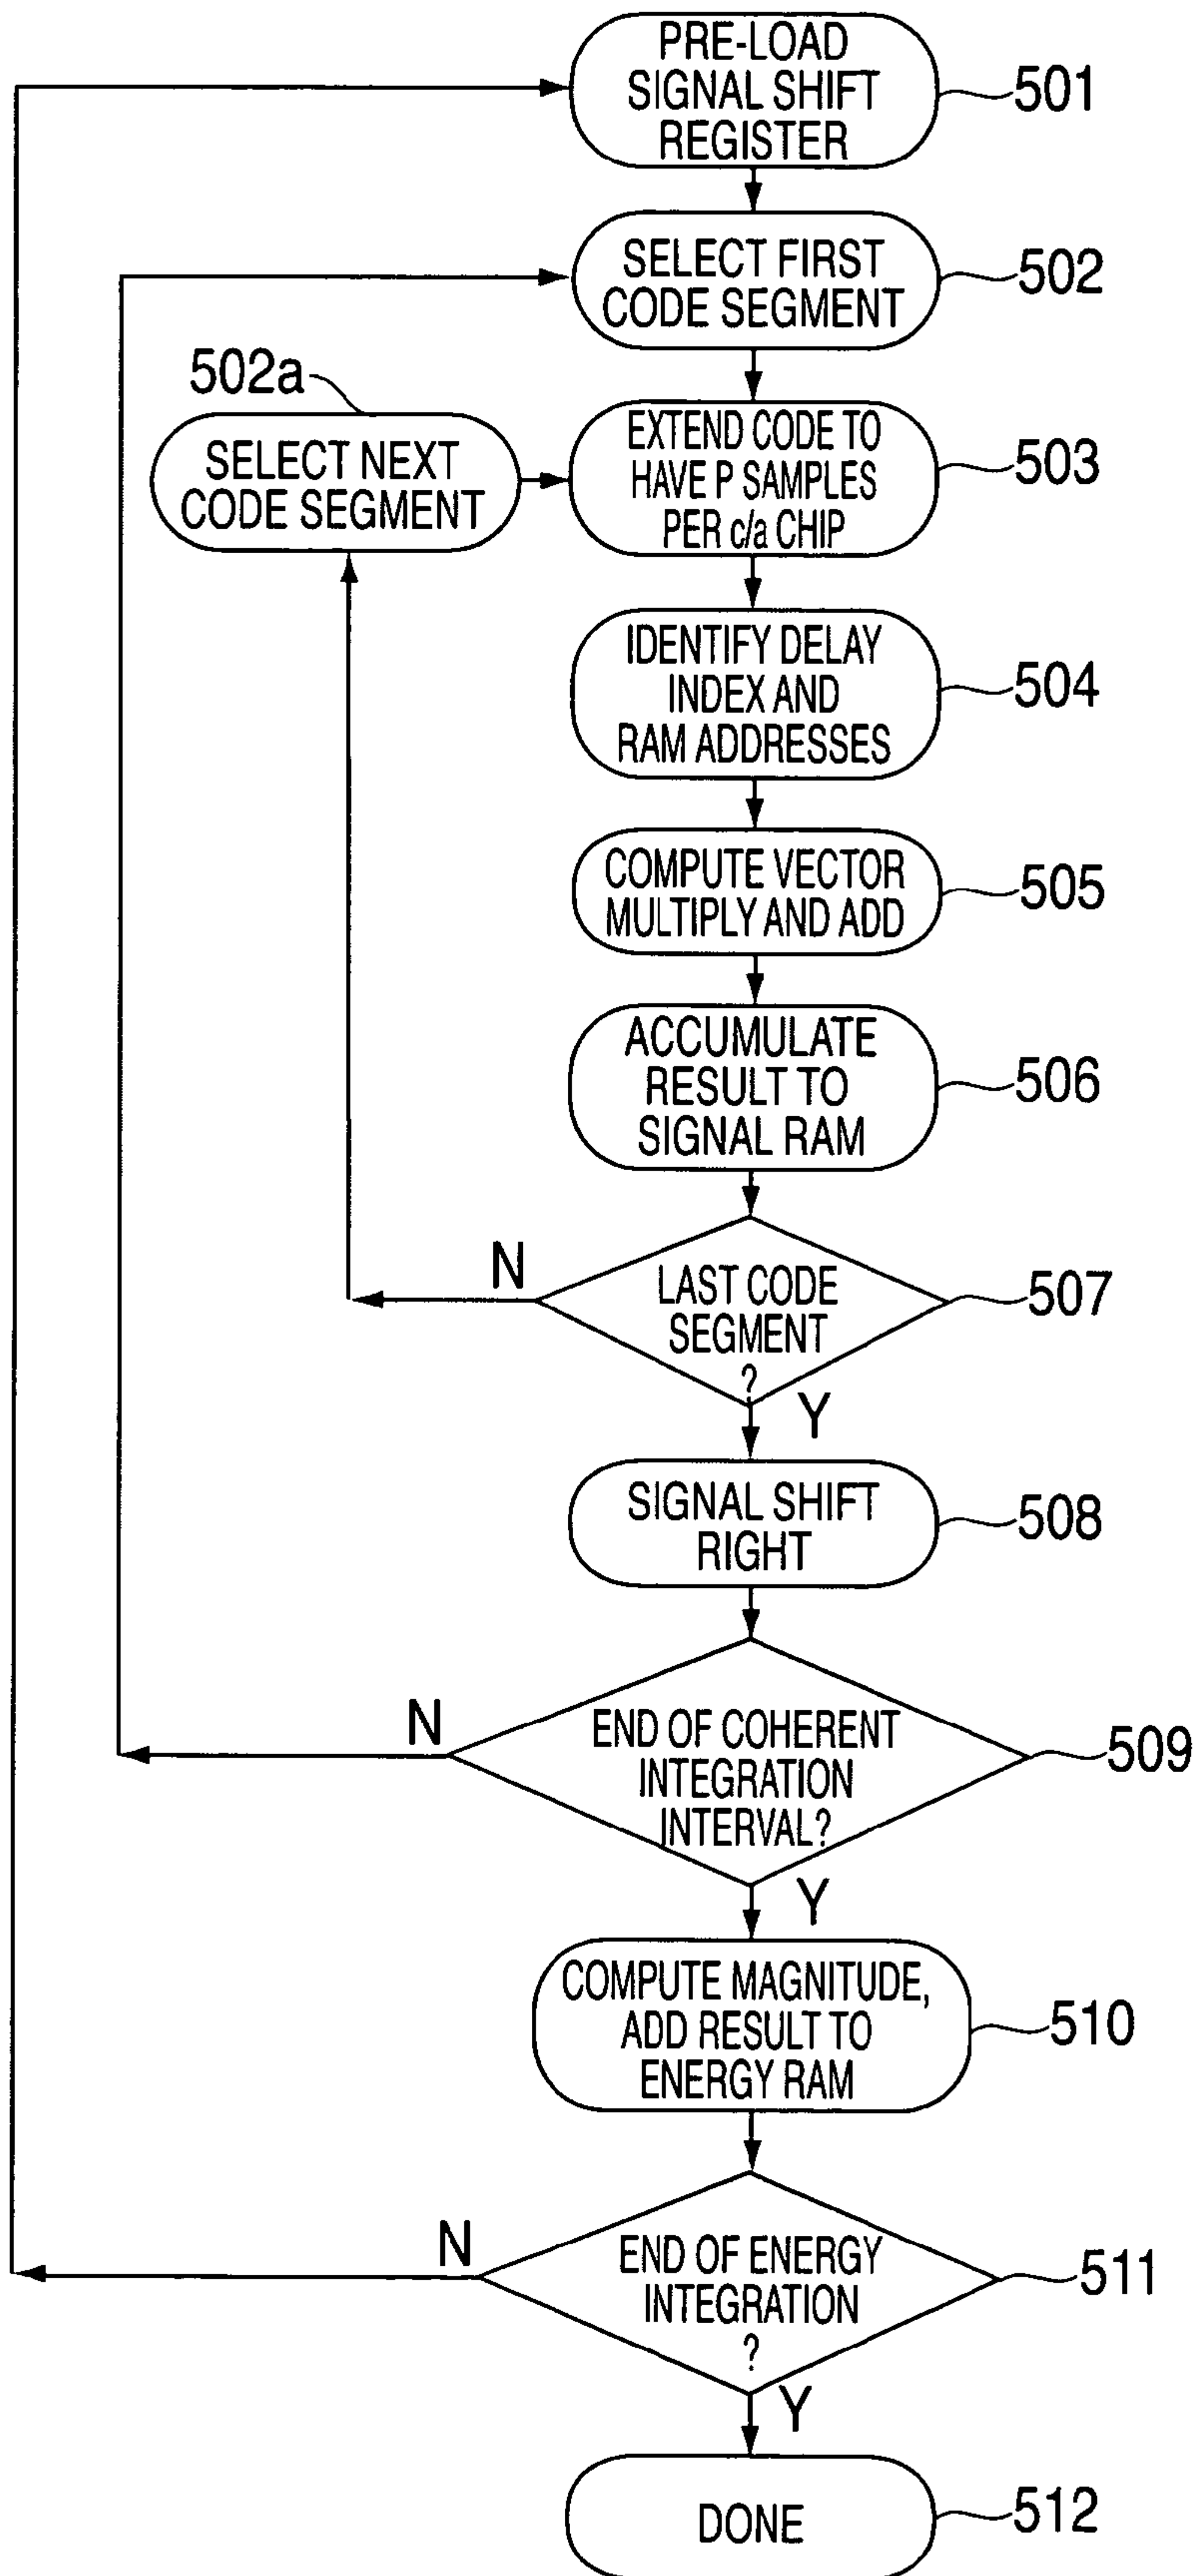 PRE-LOAD
SIGNAL SHIFT
REGISTER
501
SELECT FIRST
CODE SEGMENT
502
502a
SELECT NEXT
CODE SEGMENT
EXTEND CODE TO
HAVE P SAMPLES
PER c/a CHIP
503
IDENTIFY DELAY
INDEX AND
RAM ADDRESSES
504
COMPUTE VECTOR
MULTIPLY AND ADD
505
ACCUMULATE
RESULT TO
SIGNAL RAM
506
N
LAST CODE
SEGMENT
?
507
Y
SIGNAL SHIFT
RIGHT
508
N
END OF COHERENT
INTEGRATION
INTERVAL?
509
Y
COMPUTE MAGNITUDE,
ADD RESULT TO
ENERGY RAM
510
N
END OF ENERGY
INTEGRATION
?
511
Y
DONE
512